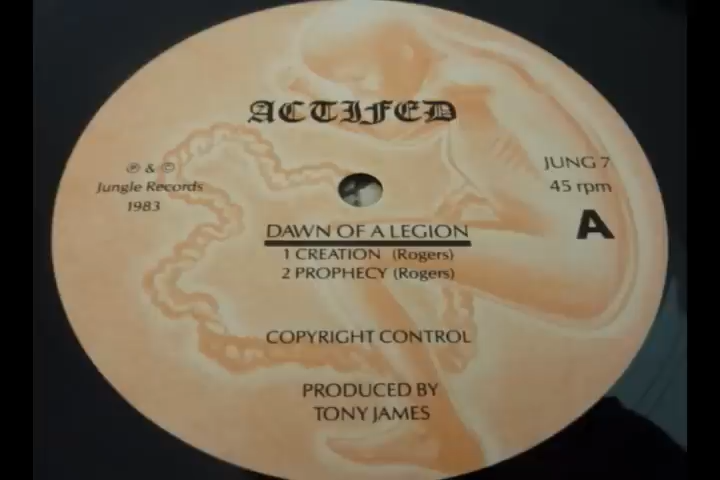 ACTIFED
℗ & ©
Jungle Records
1983
JUNG 7
45 rpm
A
DAWN OF A LEGION
1 CREATION (Rogers)
2 PROPHECY (Rogers)
COPYRIGHT CONTROL
PRODUCED BY
TONY JAMES